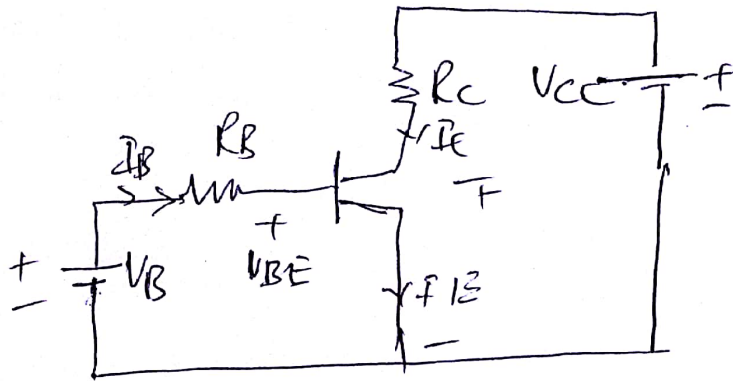 RC
VCC
+
-
IC
IB
RB
+
+
VBE
+
-
VB
IE
-